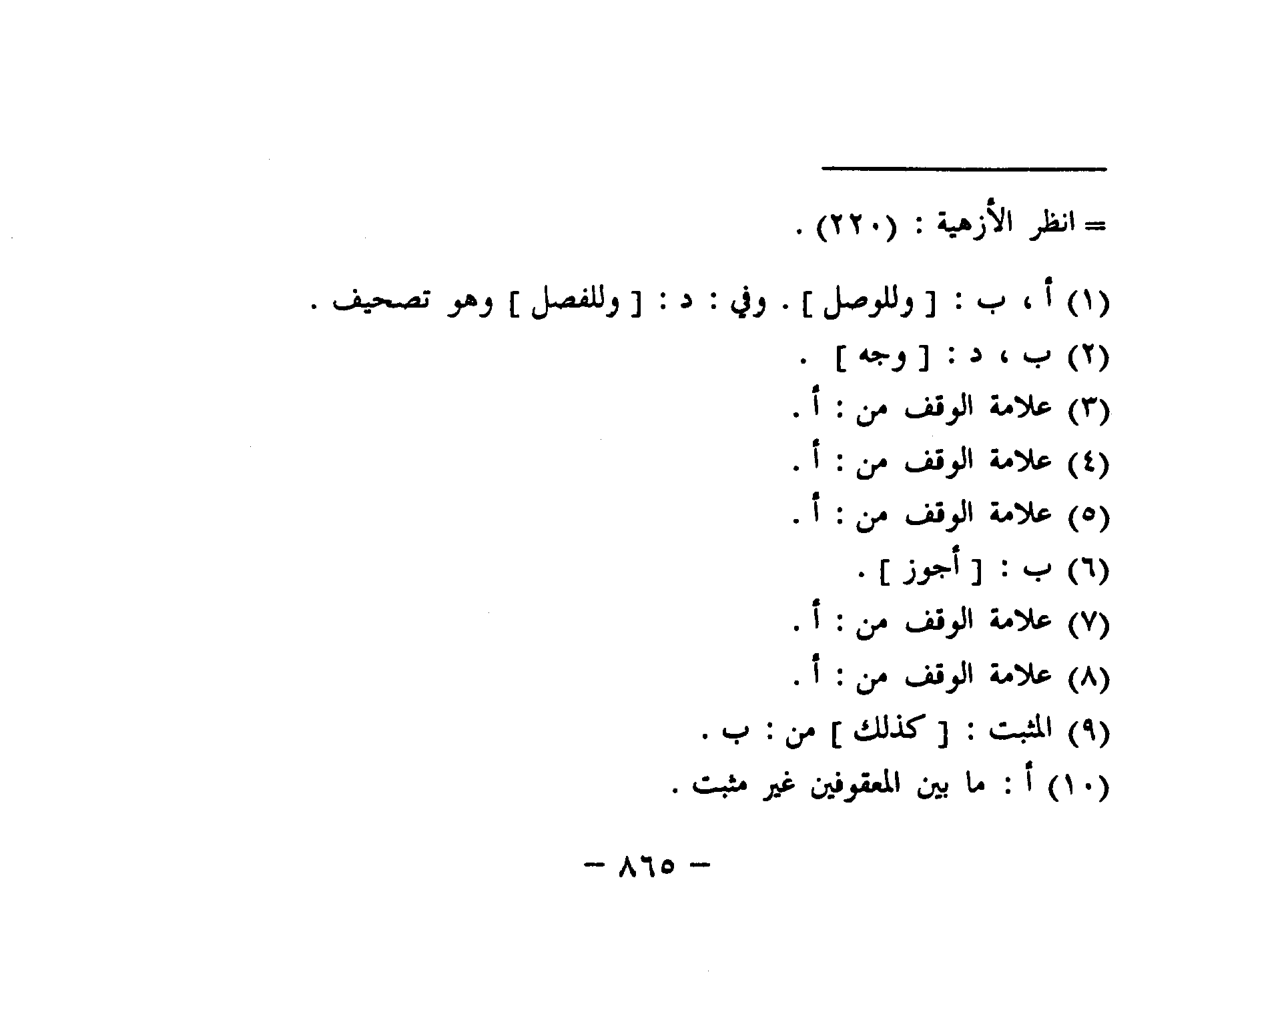 = انظر الأزهية : (٢٢٠) .
(١) أ ، ب : [ وللوصل ] . وفي : د : [ وللفصل ] وهو تصحيف .
(٢) ب ، د : [ وجه ] .
(٣) علامة الوقف من : أ .
(٤) علامة الوقف من : أ .
(٥) علامة الوقف من : أ .
(٦) ب : [ أجوز ] .
(٧) علامة الوقف من : أ .
(٨) علامة الوقف من : أ .
(٩) المثبت : [ كذلك ] من : ب .
(١٠) أ : ما بين المعقوفين غير مثبت .
– ٨٦٥ –